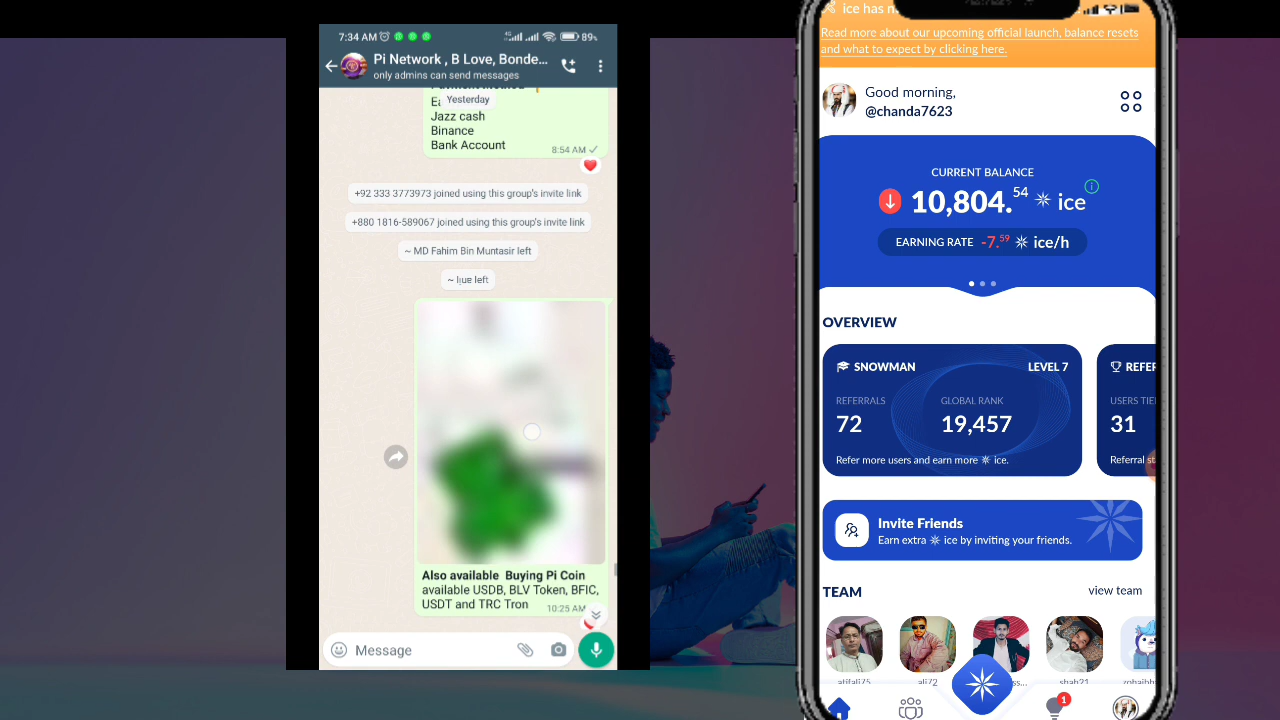 7:34 AM
89%
Pi Network , B Love, Bonde...
only admins can send messages
Yesterday
Jazz cash
Binance
Bank Account
8:54 AM
+92 333 3773973 joined using this group's invite link
+880 1816-589067 joined using this group's invite link
~ MD Fahim Bin Muntasir left
left
Also available Buying Pi Coin
available USDB, BLV Token, BFIC,
USDT and TRC Tron
10:25 AM
Message
ice has
Read more about our upcoming official launch, balance resets
and what to expect by clicking here.
Good morning,
@chanda7623
CURRENT BALANCE
10,804.54 ice
EARNING RATE -7.59 ice/h
OVERVIEW
SNOWMAN LEVEL 7
REFERRALS GLOBAL RANK
72 19,457
Refer more users and earn more ice.
REFER
USERS TIE
31
Referral st
Invite Friends
Earn extra ice by inviting your friends.
TEAM view team
atifali75 ali72 shab21
1